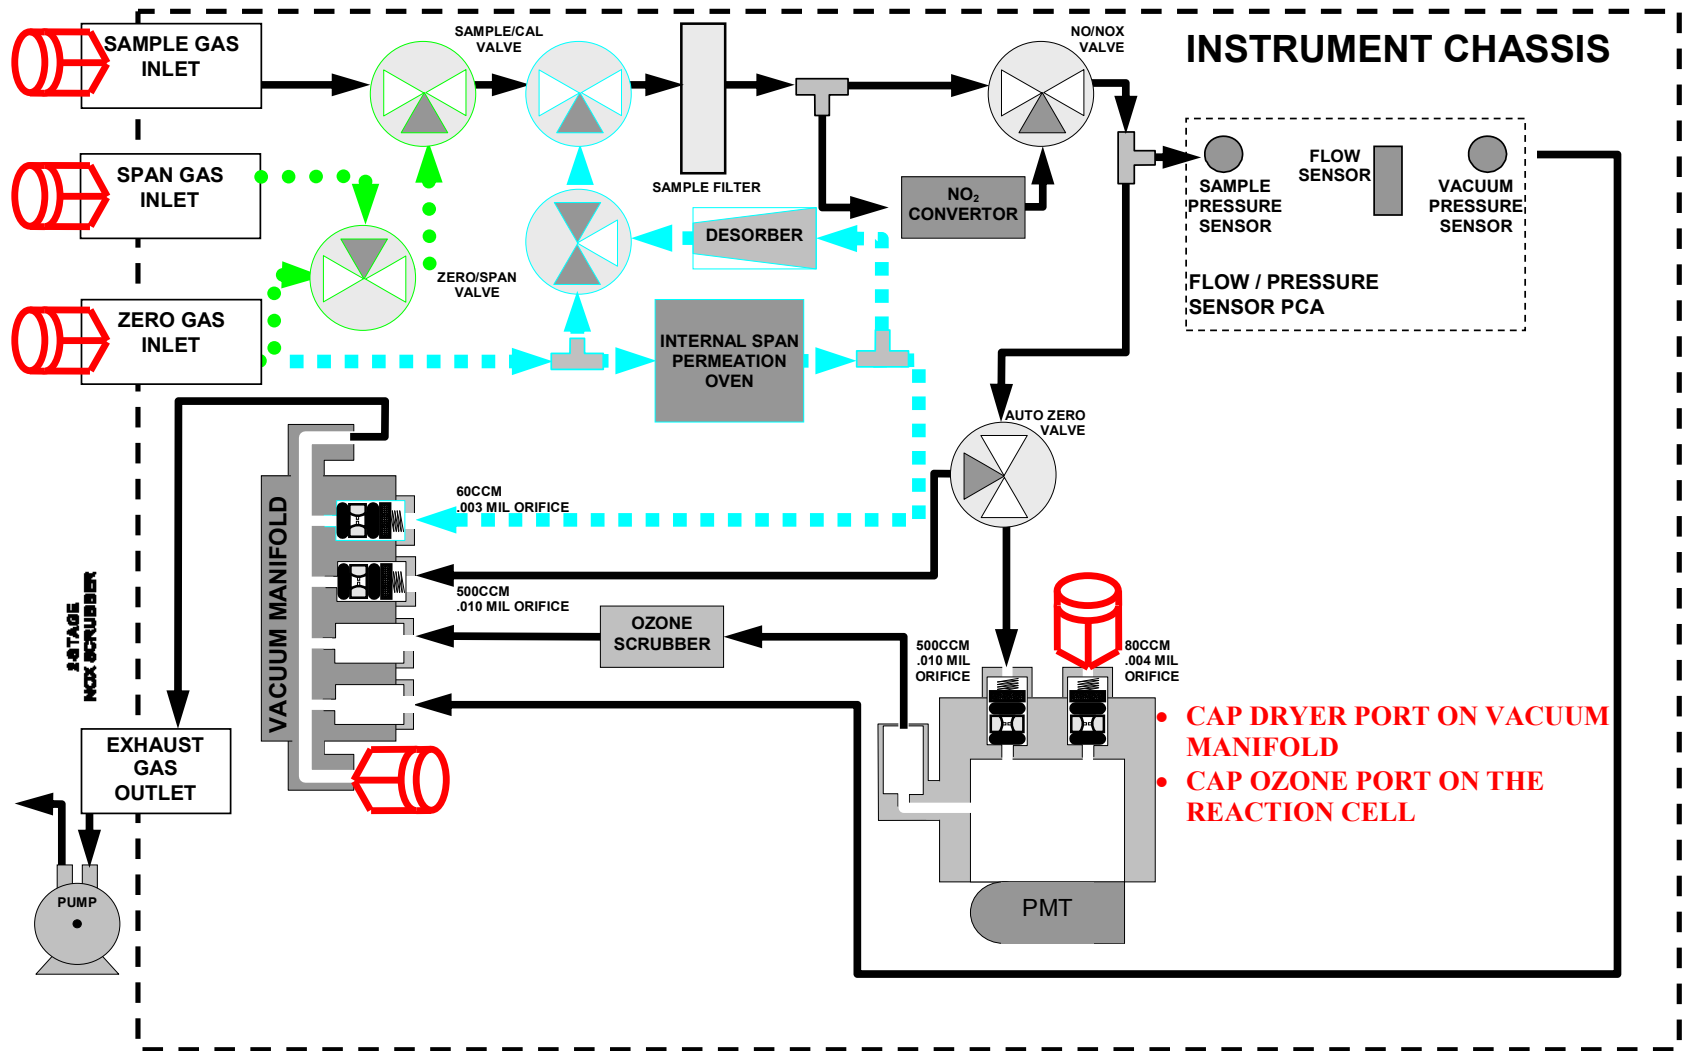 INSTRUMENT CHASSIS
SAMPLE GAS
INLET
SAMPLE/CAL
VALVE
NO/NOX
VALVE
SPAN GAS
INLET
ZERO/SPAN
VALVE
ZERO GAS
INLET
SAMPLE FILTER
NO₂
CONVERTOR
DESORBER
INTERNAL SPAN
PERMEATION
OVEN
SAMPLE
PRESSURE
SENSOR
FLOW
SENSOR
VACUUM
PRESSURE
SENSOR
FLOW / PRESSURE
SENSOR PCA
AUTO ZERO
VALVE
60CCM
.003 MIL ORIFICE
500CCM
.010 MIL ORIFICE
VACUUM MANIFOLD
OZONE
SCRUBBER
500CCM
.010 MIL
ORIFICE
80CCM
.004 MIL
ORIFICE
2-STAGE
NOX SCRUBBER
EXHAUST
GAS
OUTLET
PUMP
PMT
• CAP DRYER PORT ON VACUUM
MANIFOLD
• CAP OZONE PORT ON THE
REACTION CELL